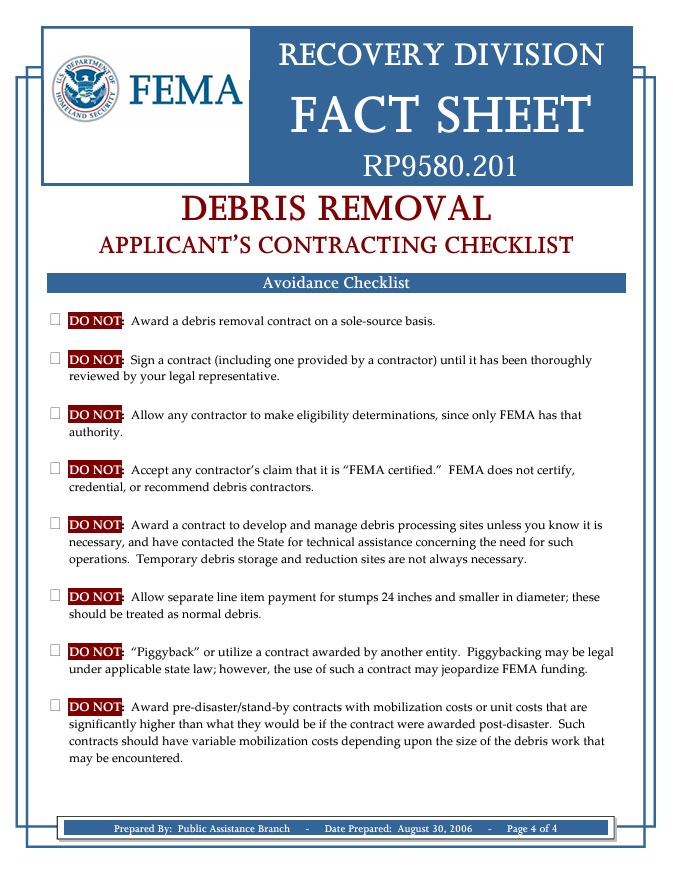 U.S. DEPARTMENT OF HOMELAND SECURITY
FEMA
RECOVERY DIVISION
FACT SHEET
RP9580.201
DEBRIS REMOVAL
APPLICANT'S CONTRACTING CHECKLIST
Avoidance Checklist
DO NOT: Award a debris removal contract on a sole-source basis.
DO NOT: Sign a contract (including one provided by a contractor) until it has been thoroughly
reviewed by your legal representative.
DO NOT: Allow any contractor to make eligibility determinations, since only FEMA has that
authority.
DO NOT: Accept any contractor's claim that it is “FEMA certified.” FEMA does not certify,
credential, or recommend debris contractors.
DO NOT: Award a contract to develop and manage debris processing sites unless you know it is
necessary, and have contacted the State for technical assistance concerning the need for such
operations. Temporary debris storage and reduction sites are not always necessary.
DO NOT: Allow separate line item payment for stumps 24 inches and smaller in diameter; these
should be treated as normal debris.
DO NOT: “Piggyback” or utilize a contract awarded by another entity. Piggybacking may be legal
under applicable state law; however, the use of such a contract may jeopardize FEMA funding.
DO NOT: Award pre-disaster/stand-by contracts with mobilization costs or unit costs that are
significantly higher than what they would be if the contract were awarded post-disaster. Such
contracts should have variable mobilization costs depending upon the size of the debris work that
may be encountered.
Prepared By: Public Assistance Branch - Date Prepared: August 30, 2006 - Page 4 of 4